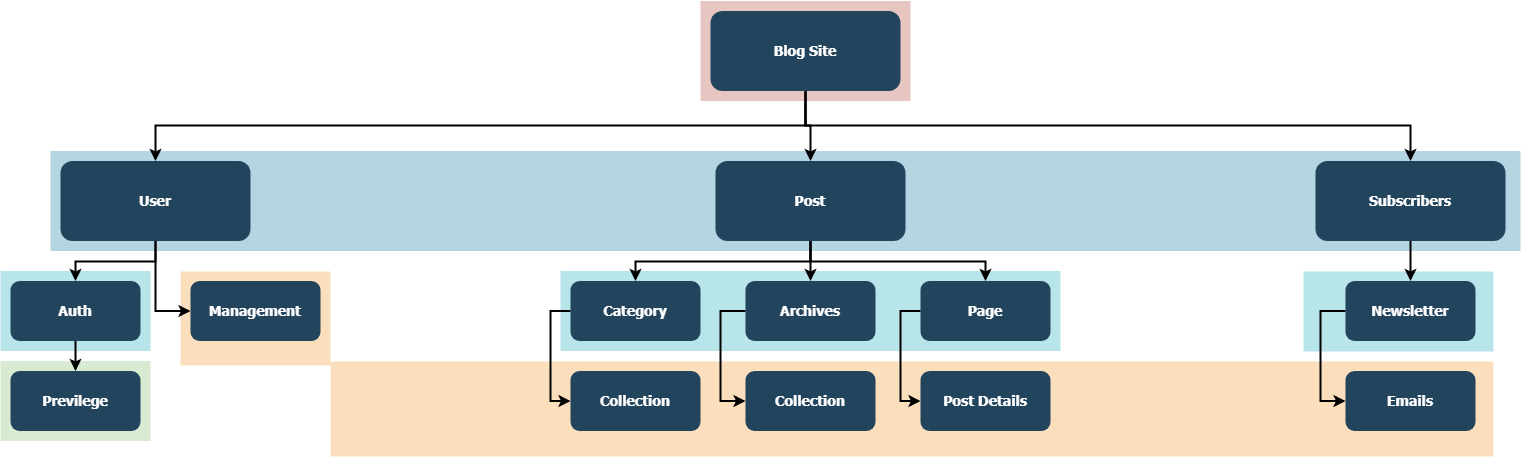 Blog Site
User
Post
Subscribers
Auth
Management
Category
Archives
Page
Newsletter
Previlege
Collection
Collection
Post Details
Emails